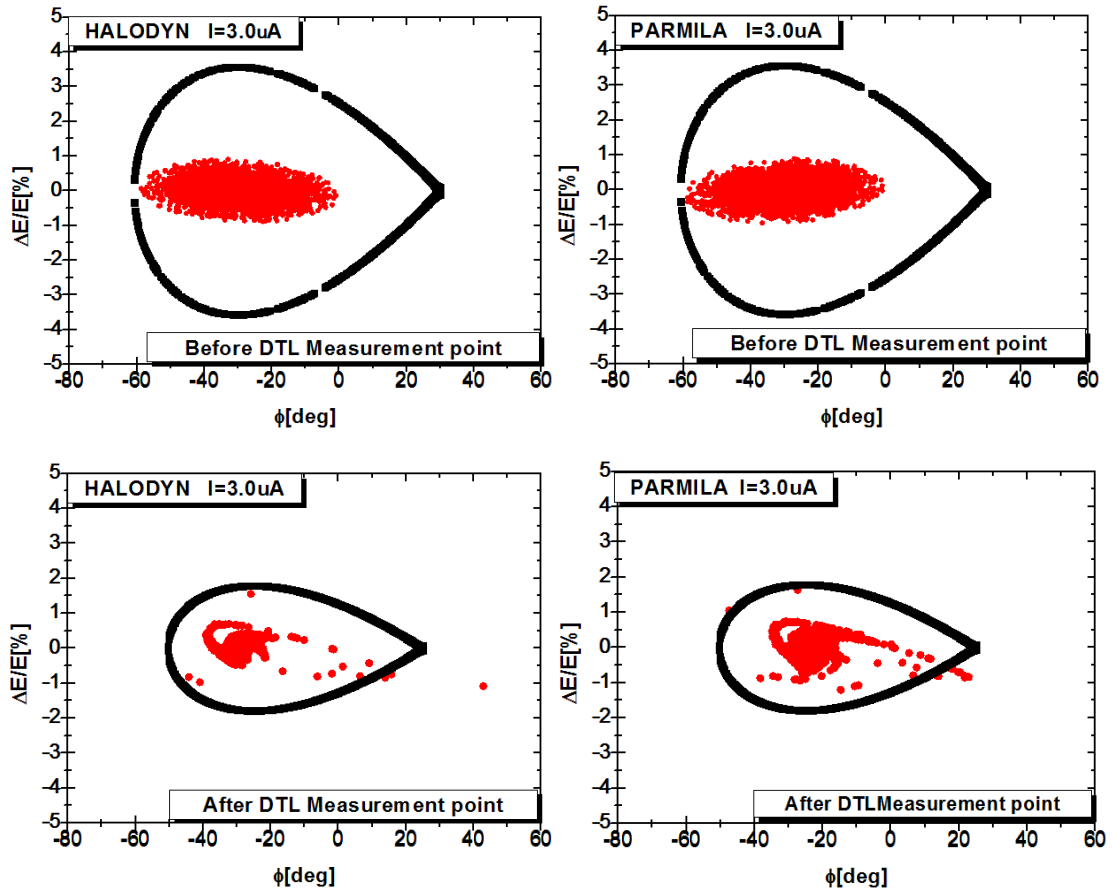 HALODYN I=3.0uA
5
4
3
2
1
0
-1
-2
-3
-4
-5
ΔE/E[%]
Before DTL Measurement point
-80 -60 -40 -20 0 20 40 60
ϕ[deg]
PARMILA I=3.0uA
5
4
3
2
1
0
-1
-2
-3
-4
-5
ΔE/E[%]
Before DTL Measurement point
-80 -60 -40 -20 0 20 40 60
ϕ[deg]
HALODYN I=3.0uA
5
4
3
2
1
0
-1
-2
-3
-4
-5
ΔE/E[%]
After DTL Measurement point
-80 -60 -40 -20 0 20 40 60
ϕ[deg]
PARMILA I=3.0uA
5
4
3
2
1
0
-1
-2
-3
-4
-5
ΔE/E[%]
After DTLMeasurement point
-80 -60 -40 -20 0 20 40 60
ϕ[deg]